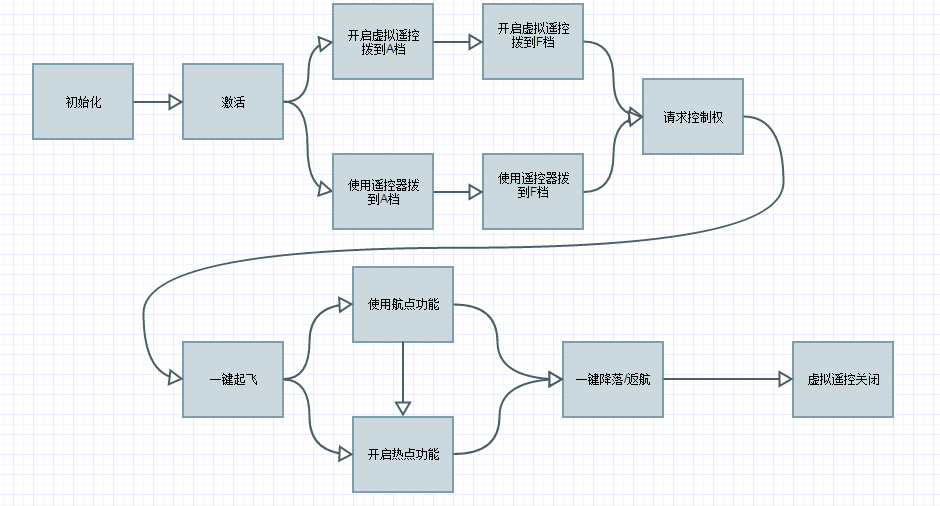 初始化
激活
开启虚拟遥控
拨到A档
开启虚拟遥控
拨到F档
使用遥控器拨
到A档
使用遥控器拨
到F档
请求控制权
一键起飞
使用航点功能
开启热点功能
一键降落/返航
虚拟遥控关闭